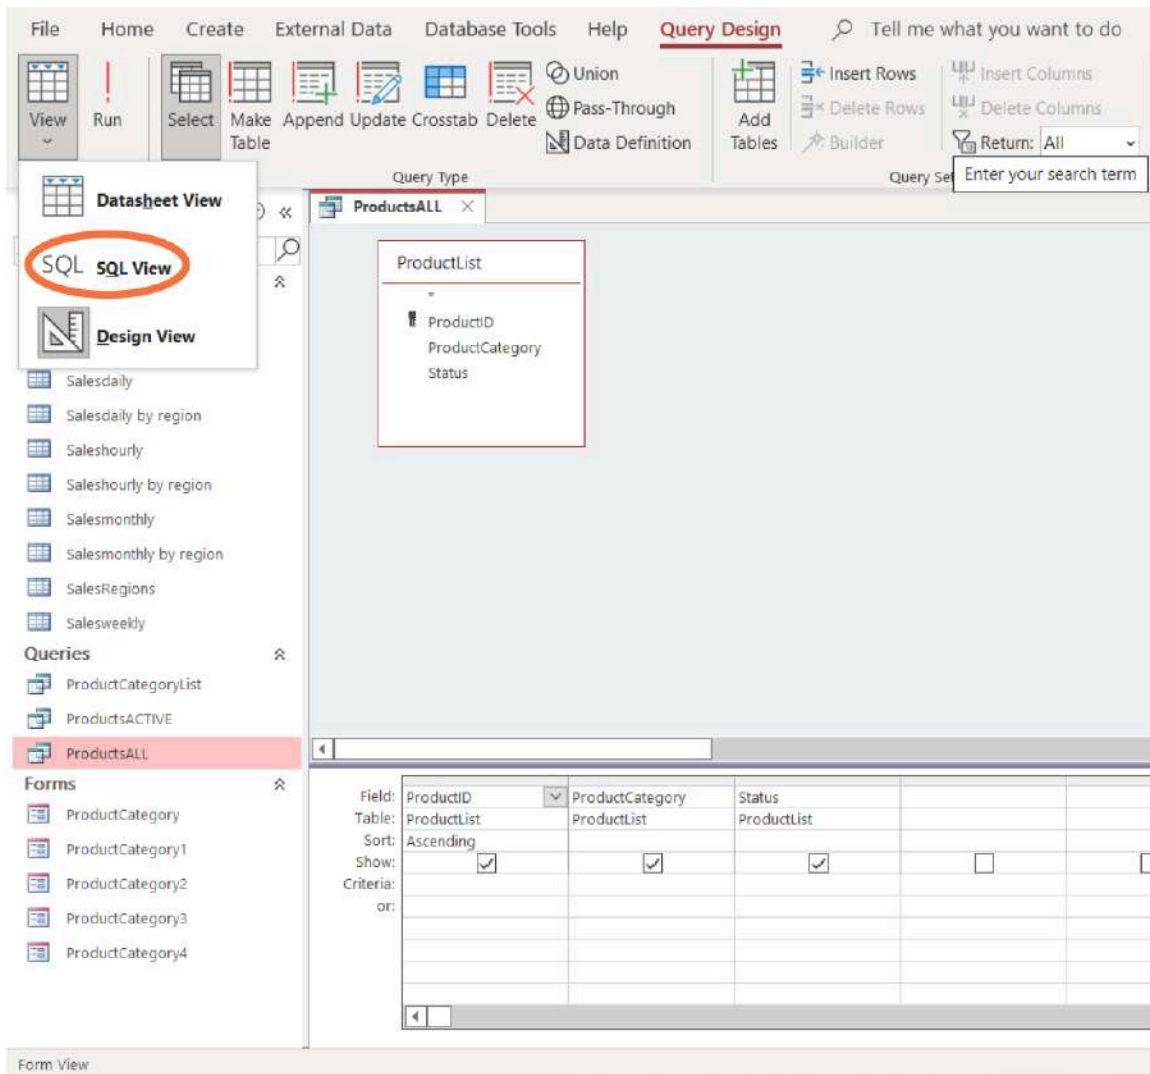 File Home Create External Data Database Tools Help Query Design Tell me what you want to do
View Run Select Make Table Append Update Crosstab Delete
Union
Pass-Through
Data Definition
Add Tables
Insert Rows
Delete Rows
Builder
Insert Columns
Delete Columns
Return: All
Query Type
Query Set
Enter your search term
Datasheet View
SQL SQL View
Design View
ProductsALL
ProductList
*
ProductID
ProductCategory
Status
Salesdaily
Salesdaily by region
Saleshourly
Saleshourly by region
Salesmonthly
Salesmonthly by region
SalesRegions
Salesweekly
Queries
ProductCategoryList
ProductsACTIVE
ProductsALL
Forms
ProductCategory
ProductCategory1
ProductCategory2
ProductCategory3
ProductCategory4
Field: ProductID ProductCategory Status
Table: ProductList ProductList ProductList
Sort: Ascending
Show:
Criteria:
or:
Form View